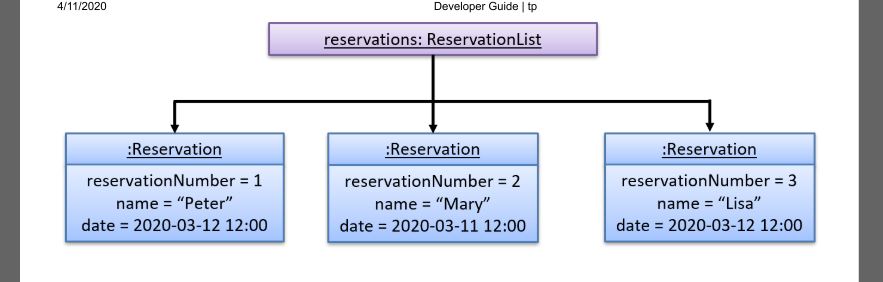 4/11/2020 Developer Guide | tp
reservations: ReservationList
:Reservation
reservationNumber = 1
name = “Peter”
date = 2020-03-12 12:00
:Reservation
reservationNumber = 2
name = “Mary”
date = 2020-03-11 12:00
:Reservation
reservationNumber = 3
name = “Lisa”
date = 2020-03-12 12:00